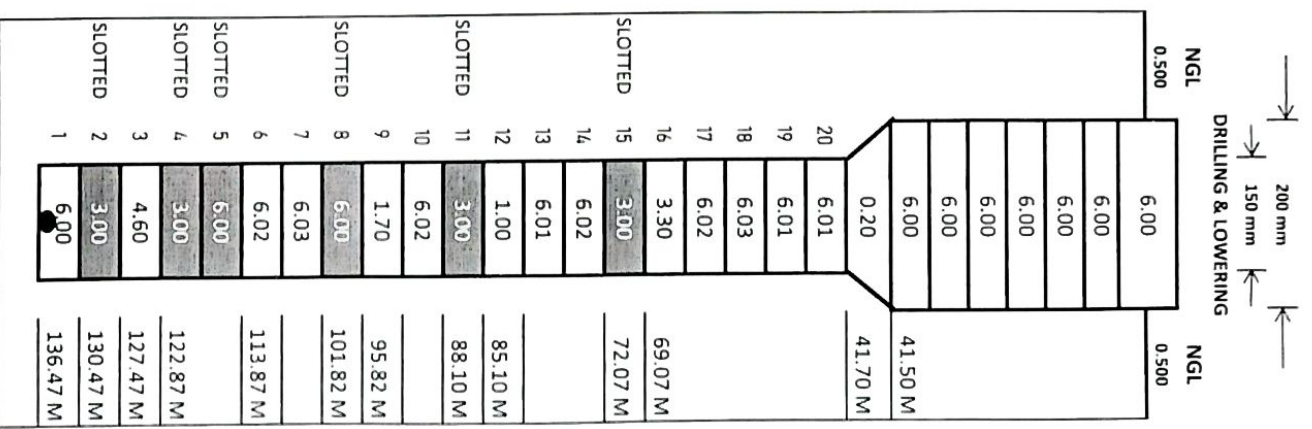 200 mm
150 mm
DRILLING & LOWERING
NGL NGL
0.500 0.500
6.00
6.00
6.00
6.00
6.00
6.00
6.00 41.50 M
0.20 41.70 M
20 6.01
19 6.01
18 6.03
17 6.02
16 3.30 69.07 M
SLOTTED 15 3.00 72.07 M
14 6.02
13 6.01
12 1.00 85.10 M
SLOTTED 11 3.00 88.10 M
10 6.02
9 1.70 95.82 M
SLOTTED 8 6.00 101.82 M
7 6.03
6 6.02 113.87 M
SLOTTED 5 6.00
SLOTTED 4 3.00 122.87 M
3 4.60 127.47 M
SLOTTED 2 3.00 130.47 M
1 6.00 136.47 M